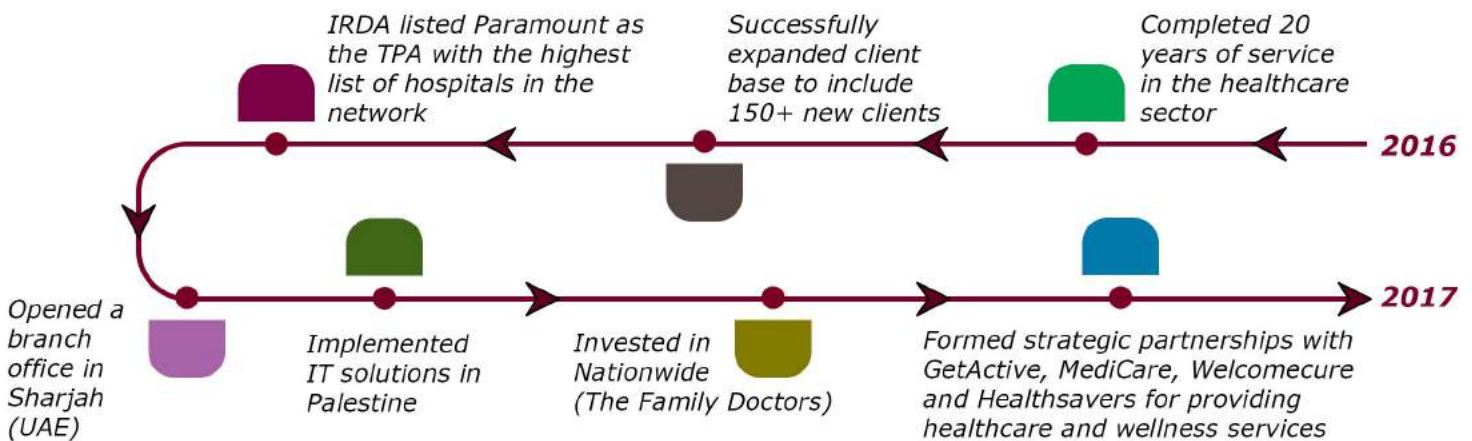 2016
Completed 20
years of service
in the healthcare
sector
Successfully
expanded client
base to include
150+ new clients
IRDA listed Paramount as
the TPA with the highest
list of hospitals in the
network
Opened a
branch
office in
Sharjah
(UAE)
Implemented
IT solutions in
Palestine
Invested in
Nationwide
(The Family Doctors)
Formed strategic partnerships with
GetActive, MediCare, Welcomecure
and Healthsavers for providing
healthcare and wellness services
2017